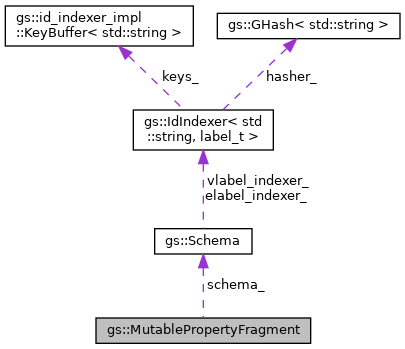 gs::id_indexer_impl
::KeyBuffer< std::string >
gs::GHash< std::string >
keys_
hasher_
gs::IdIndexer< std
::string, label_t >
vlabel_indexer_
elabel_indexer_
gs::Schema
schema_
gs::MutablePropertyFragment